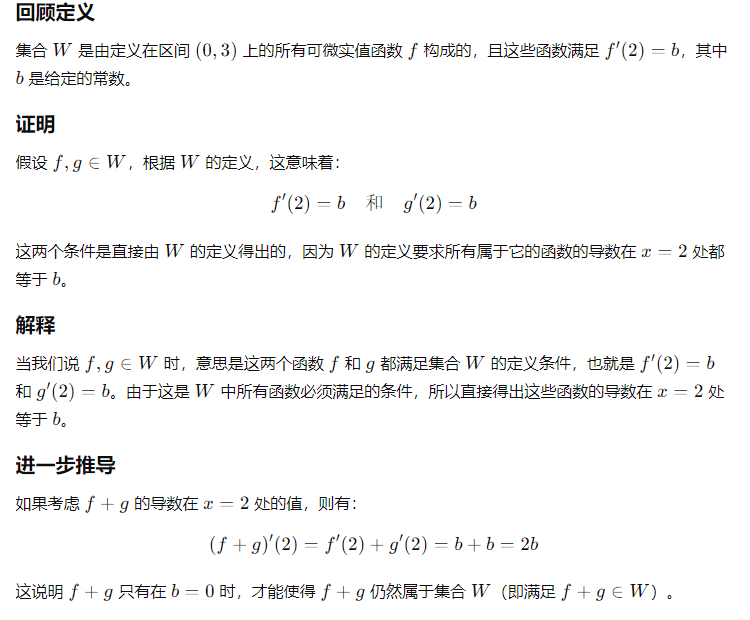 回顾定义
集合 W 是由定义在区间 (0, 3) 上的所有可微实值函数 f 构成的，且这些函数满足 f′(2) = b，其中
b 是给定的常数。
证明
假设 f, g ∈ W，根据 W 的定义，这意味着：
f′(2) = b 和 g′(2) = b
这两个条件是直接由 W 的定义得出的，因为 W 的定义要求所有属于它的函数的导数在 x = 2 处都
等于 b。
解释
当我们说 f, g ∈ W 时，意思是这两个函数 f 和 g 都满足集合 W 的定义条件，也就是 f′(2) = b
和 g′(2) = b。由于这是 W 中所有函数必须满足的条件，所以直接得出这些函数的导数在 x = 2 处
等于 b。
进一步推导
如果考虑 f + g 的导数在 x = 2 处的值，则有：
(f + g)′(2) = f′(2) + g′(2) = b + b = 2b
这说明 f + g 只有在 b = 0 时，才能使得 f + g 仍然属于集合 W（即满足 f + g ∈ W）。